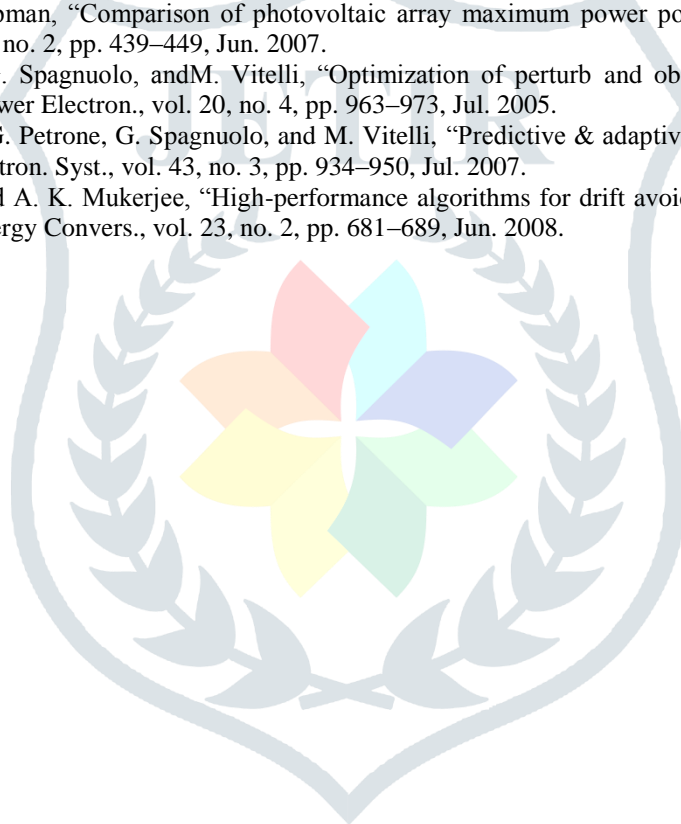 pman, “Comparison of photovoltaic array maximum power po
no. 2, pp. 439–449, Jun. 2007.
. Spagnuolo, andM. Vitelli, “Optimization of perturb and ob
wer Electron., vol. 20, no. 4, pp. 963–973, Jul. 2005.
G. Petrone, G. Spagnuolo, and M. Vitelli, “Predictive & adaptiv
tron. Syst., vol. 43, no. 3, pp. 934–950, Jul. 2007.
d A. K. Mukerjee, “High-performance algorithms for drift avoid
ergy Convers., vol. 23, no. 2, pp. 681–689, Jun. 2008.
JETIR